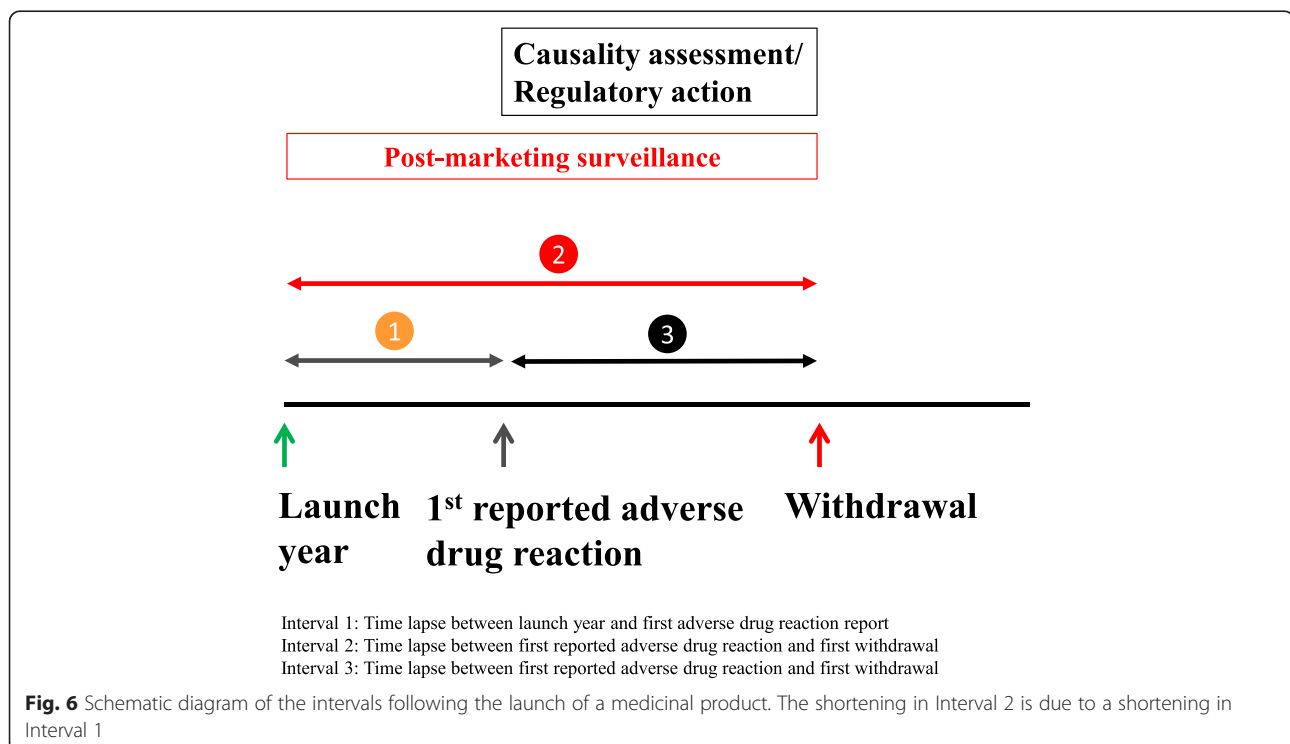 Causality assessment/
Regulatory action
Post-marketing surveillance
2
1
3
Launch
year
1st reported adverse
drug reaction
Withdrawal
Interval 1: Time lapse between launch year and first adverse drug reaction report
Interval 2: Time lapse between first reported adverse drug reaction and first withdrawal
Interval 3: Time lapse between first reported adverse drug reaction and first withdrawal
Fig. 6 Schematic diagram of the intervals following the launch of a medicinal product. The shortening in Interval 2 is due to a shortening in
Interval 1